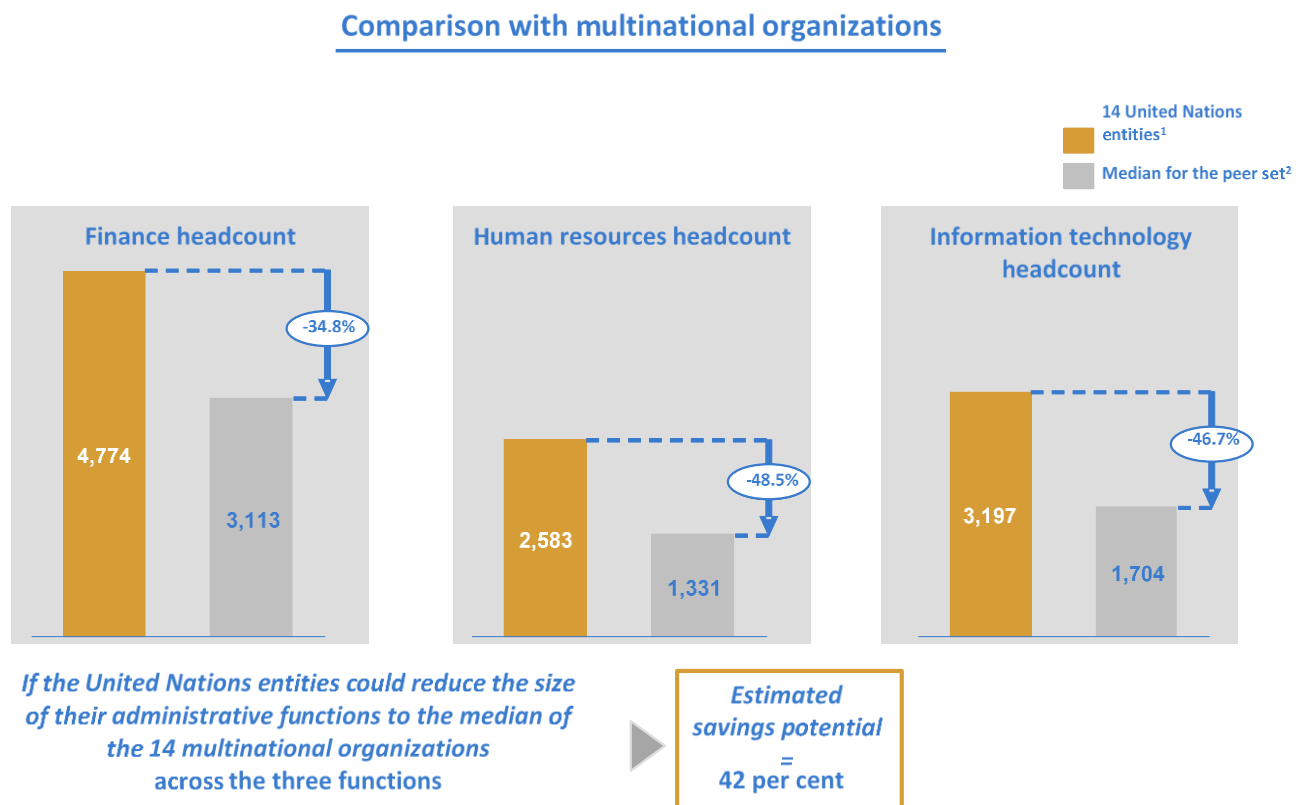 Comparison with multinational organizations
14 United Nations
entities¹
Median for the peer set²
Finance headcount
-34.8%
4,774
3,113
Human resources headcount
-48.5%
2,583
1,331
Information technology
headcount
-46.7%
3,197
1,704
If the United Nations entities could reduce the size
of their administrative functions to the median of
the 14 multinational organizations
across the three functions
Estimated
savings potential
=
42 per cent